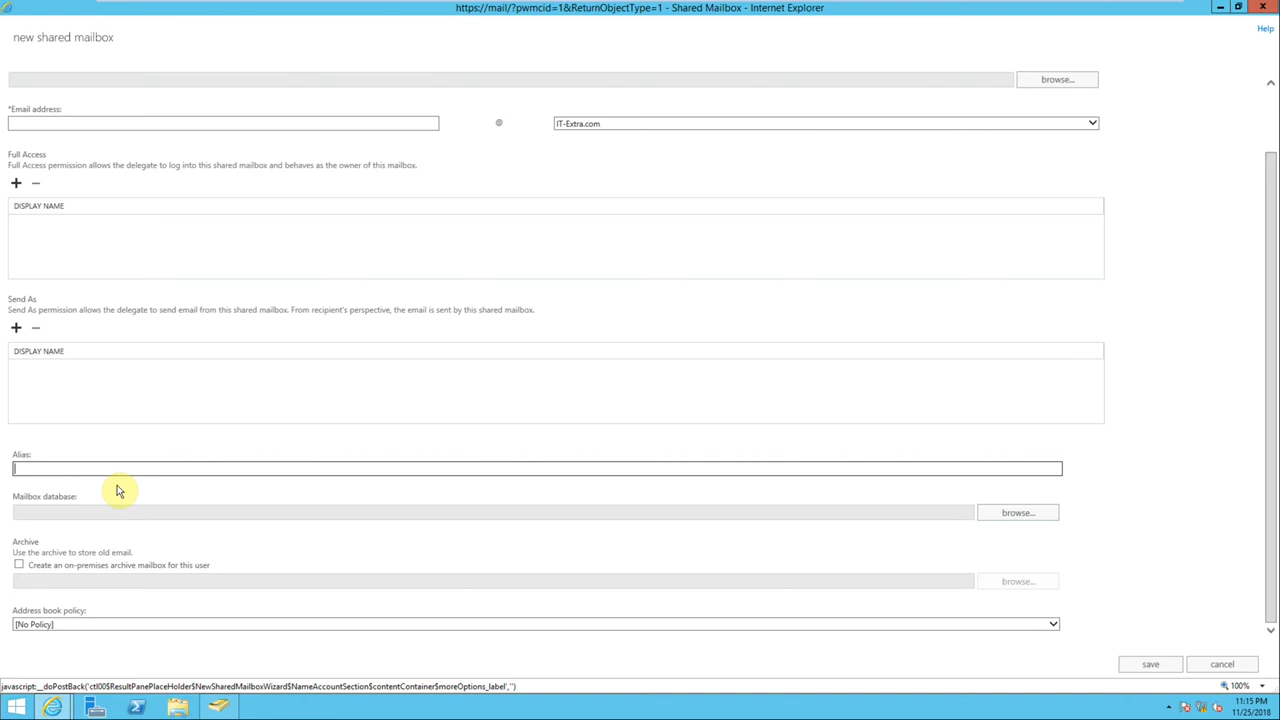 https://mail/?pwmcid=1&ReturnObjectType=1 - Shared Mailbox - Internet Explorer
Help
new shared mailbox
browse...
*Email address:
@ IT-Extra.com
Full Access
Full Access permission allows the delegate to log into this shared mailbox and behaves as the owner of this mailbox.
DISPLAY NAME
Send As
Send As permission allows the delegate to send email from this shared mailbox. From recipient's perspective, the email is sent by this shared mailbox.
DISPLAY NAME
Alias:
Mailbox database:
browse...
Archive
Use the archive to store old email.
Create an on-premises archive mailbox for this user
browse...
Address book policy:
[No Policy]
save cancel
javascript:__doPostBack('ctl00$ResultPanePlaceHolder$NewSharedMailboxWizard$NameAccountSection$contentContainer$moreOptions_label','')
100%
11:15 PM
11/25/2018